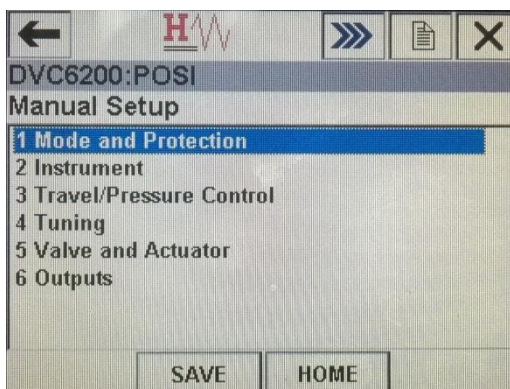 H
DVC6200:POSI
Manual Setup
1 Mode and Protection
2 Instrument
3 Travel/Pressure Control
4 Tuning
5 Valve and Actuator
6 Outputs
SAVE HOME